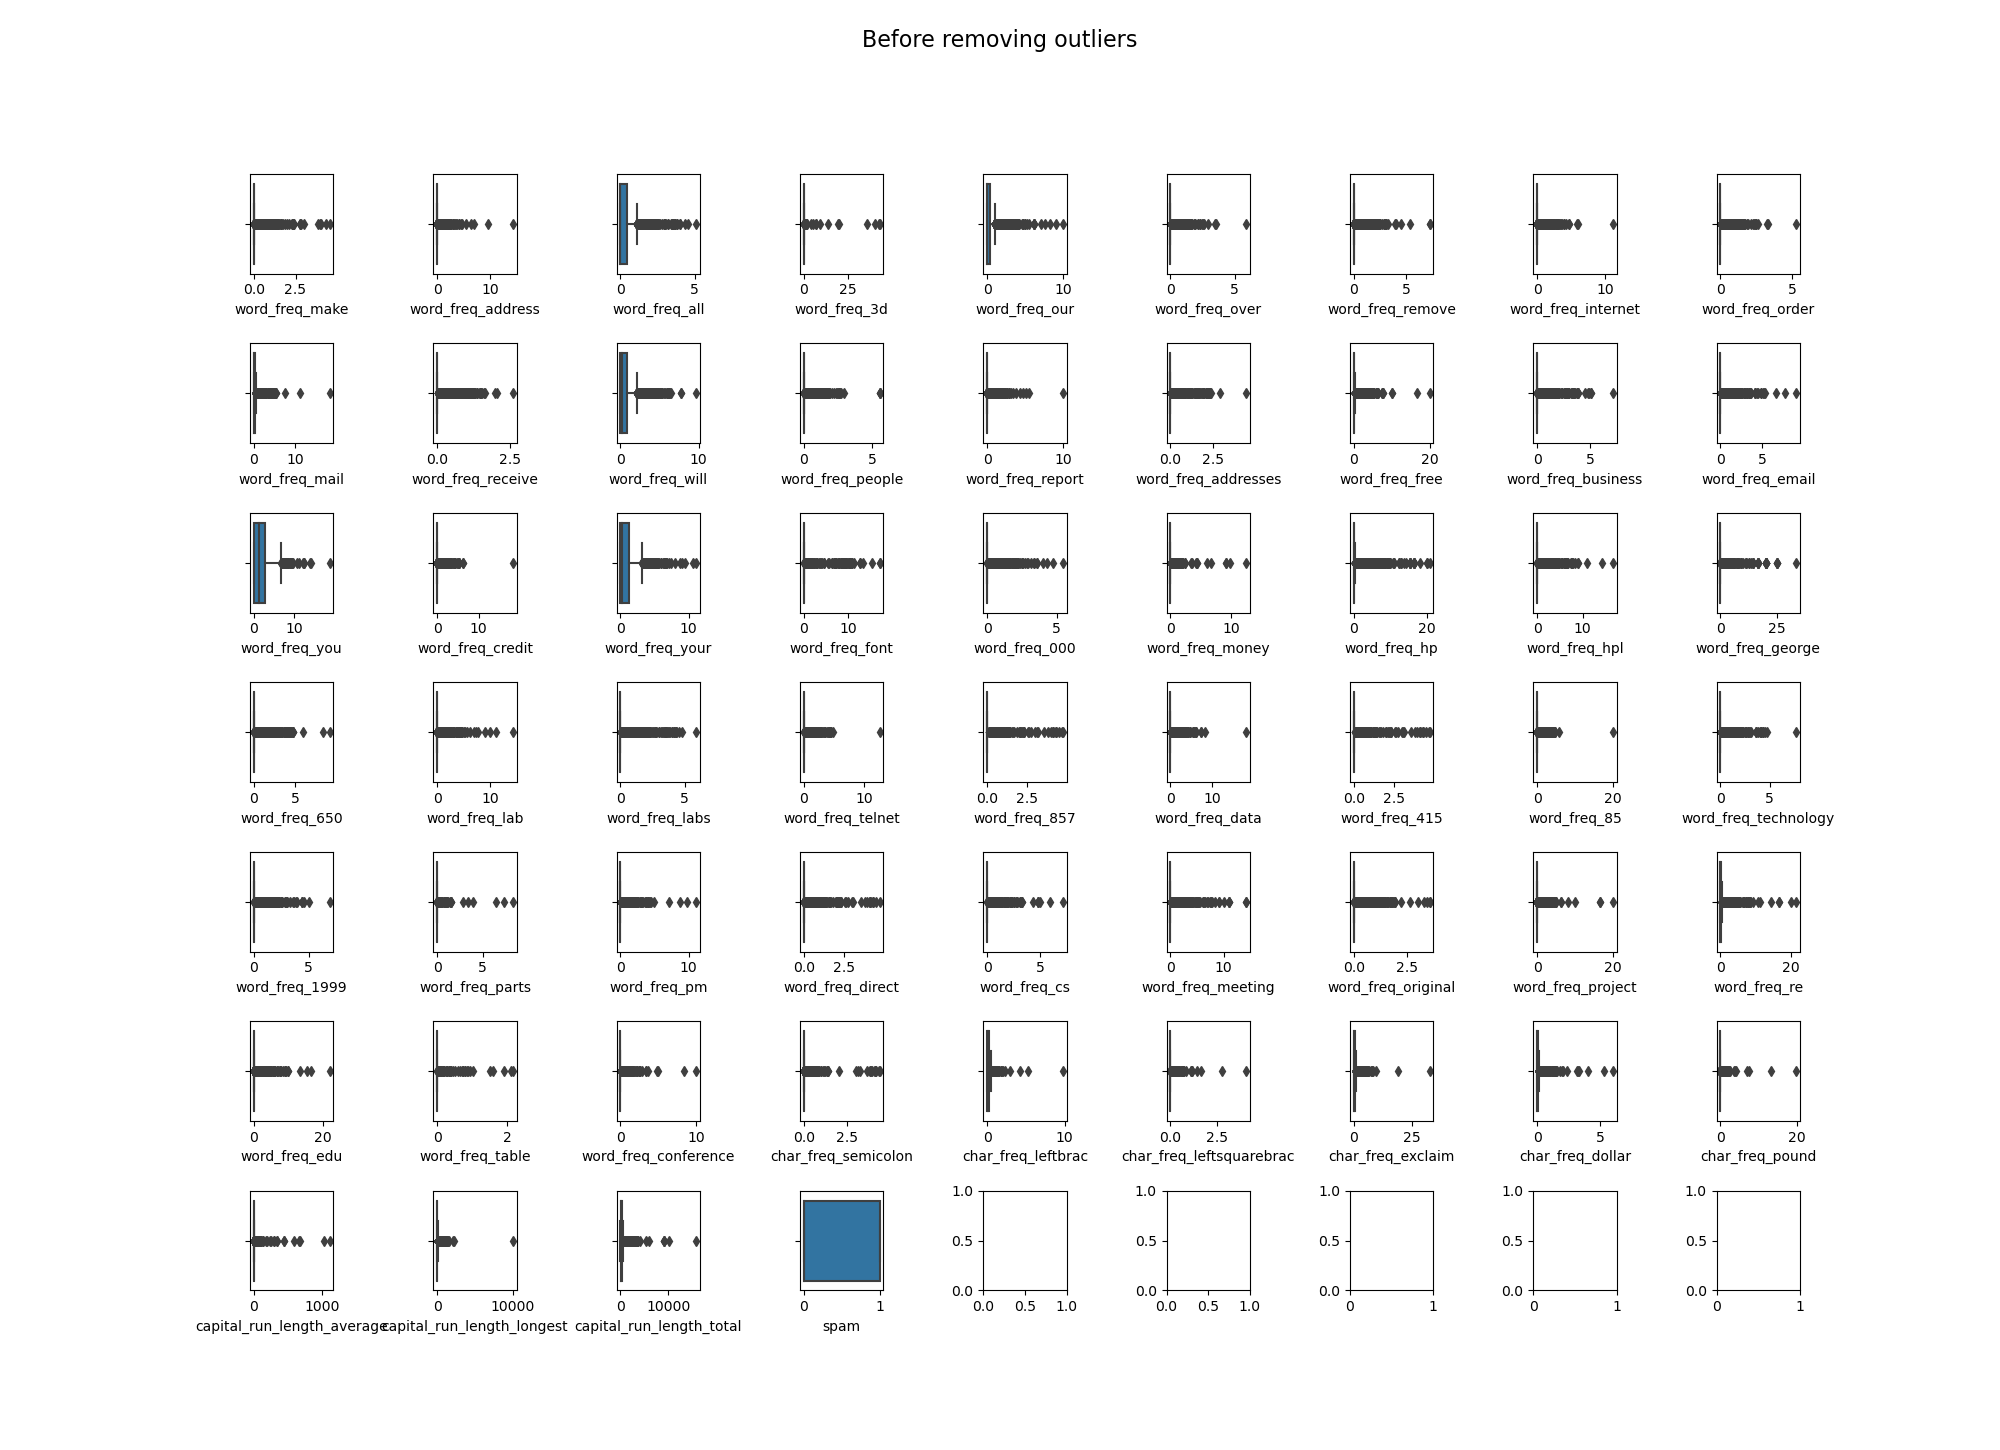 Before removing outliers
0.0 2.5 0 10 0 5 0 25 0 10 0 5 0 5 0 10 0 5
word_freq_make word_freq_address word_freq_all word_freq_3d word_freq_our word_freq_over word_freq_remove word_freq_internet word_freq_order
0 10 0.0 2.5 0 10 0 5 0 10 0.0 2.5 0 20 0 5 0 5
word_freq_mail word_freq_receive word_freq_will word_freq_people word_freq_report word_freq_addresses word_freq_free word_freq_business word_freq_email
0 10 0 10 0 10 0 10 0 5 0 10 0 20 0 10 0 25
word_freq_you word_freq_credit word_freq_your word_freq_font word_freq_000 word_freq_money word_freq_hp word_freq_hpl word_freq_george
0 5 0 10 0 5 0 10 0.0 2.5 0 10 0.0 2.5 0 20 0 5
word_freq_650 word_freq_lab word_freq_labs word_freq_telnet word_freq_857 word_freq_data word_freq_415 word_freq_85 word_freq_technology
0 5 0 5 0 10 0.0 2.5 0 5 0 10 0.0 2.5 0 20 0 20
word_freq_1999 word_freq_parts word_freq_pm word_freq_direct word_freq_cs word_freq_meeting word_freq_original word_freq_project word_freq_re
0 20 0 2 0 10 0.0 2.5 0 10 0.0 2.5 0 25 0 5 0 20
word_freq_edu word_freq_table word_freq_conference char_freq_semicolon char_freq_leftbrac char_freq_leftsquarebrac char_freq_exclaim char_freq_dollar char_freq_pound
1.0 1.0 1.0 1.0 1.0
0.5 0.5 0.5 0.5 0.5
0.0 0.0 0.0 0.0 0.0
0 1000 0 10000 0 10000 0 1 0.0 0.5 1.0 0.0 0.5 1.0 0 1 0 1 0 1
capital_run_length_average capital_run_length_longest capital_run_length_total spam